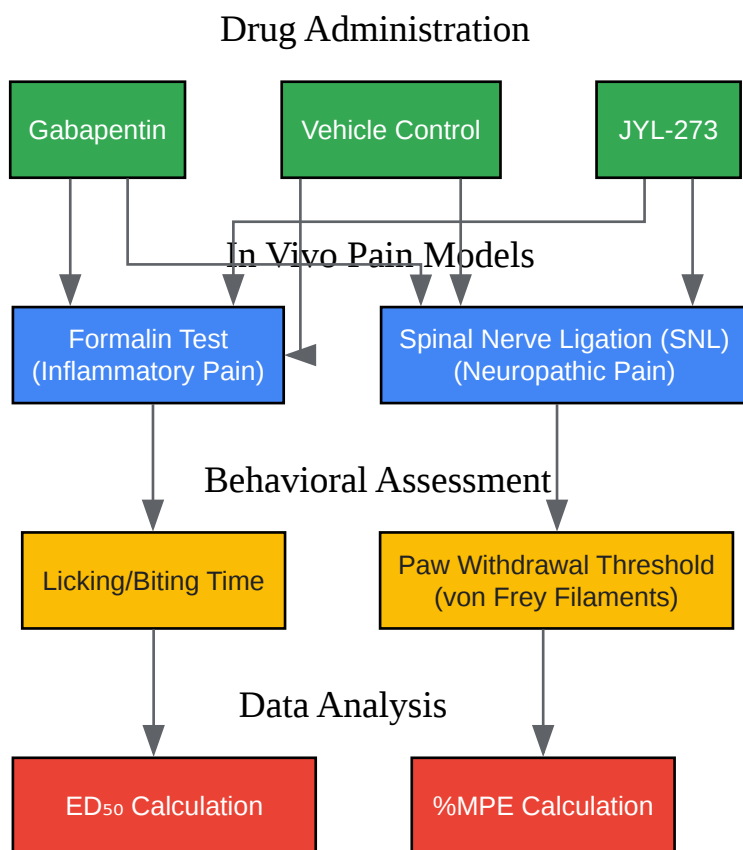 Drug Administration
Gabapentin
Vehicle Control
JYL-273
In Vivo Pain Models
Formalin Test
(Inflammatory Pain)
Spinal Nerve Ligation (SNL)
(Neuropathic Pain)
Behavioral Assessment
Licking/Biting Time
Paw Withdrawal Threshold
(von Frey Filaments)
Data Analysis
ED₅₀ Calculation
%MPE Calculation